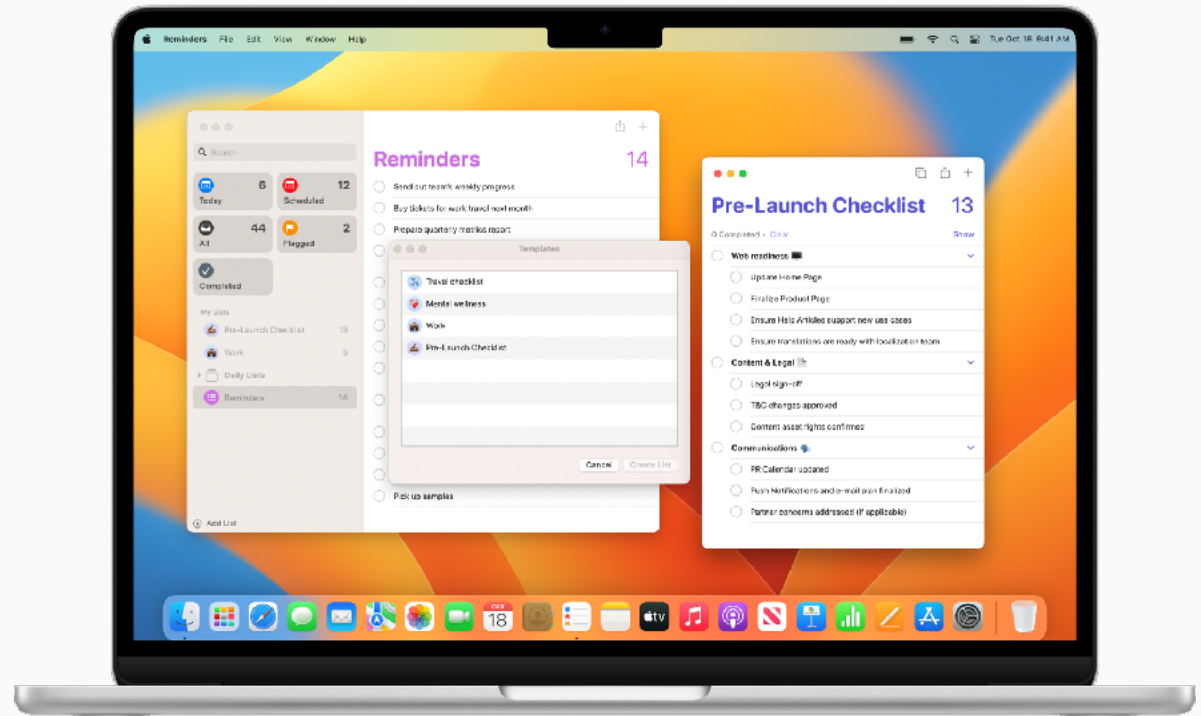 Reminders File Edit View Window Help
Tue Oct 18 9:41 AM
Search
6
Today
12
Scheduled
44
All
2
Flagged
Completed
My Lists
Pre-Launch Checklist 13
Work 5
Daily Lists
Reminders 14
Add List
Reminders 14
Send out team's weekly progress
Buy tickets for work travel next month
Prepare quarterly metrics report
Pick up samples
Templates
Travel checklist
Mental wellness
Work
Pre-Launch Checklist
Cancel Create List
Pre-Launch Checklist 13
0 Completed • Clear Show
Web readiness
Update Home Page
Finalize Product Page
Ensure Help Articles support new use cases
Ensure translations are ready with localization team
Content & Legal
Legal sign-off
T&C changes approved
Content asset rights confirmed
Communications
PR Calendar updated
Push Notifications and e-mail plan finalized
Partner concerns addressed (if applicable)
OCT
18
tv